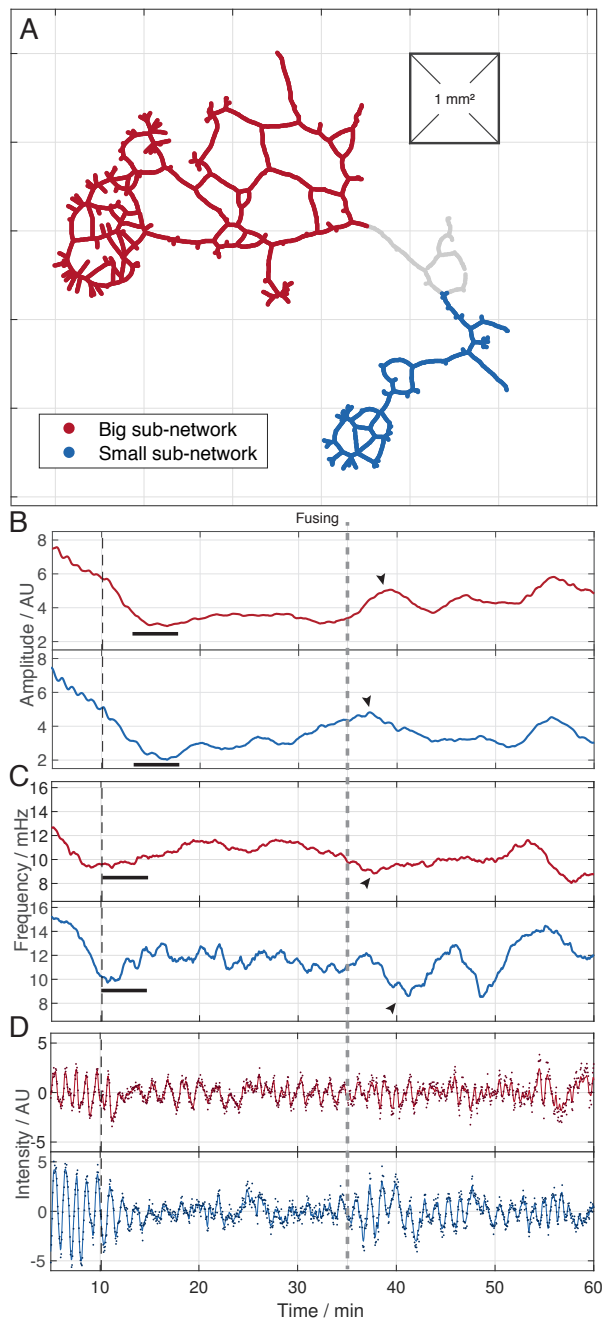 A
1 mm²
Big sub-network
Small sub-network
B
Fusing
8
6
4
2
8
6
4
2
Amplitude / AU
C
16
14
12
10
8
16
14
12
10
8
Frequency / mHz
D
5
0
-5
5
0
-5
Intensity / AU
10 20 30 40 50 60
Time / min